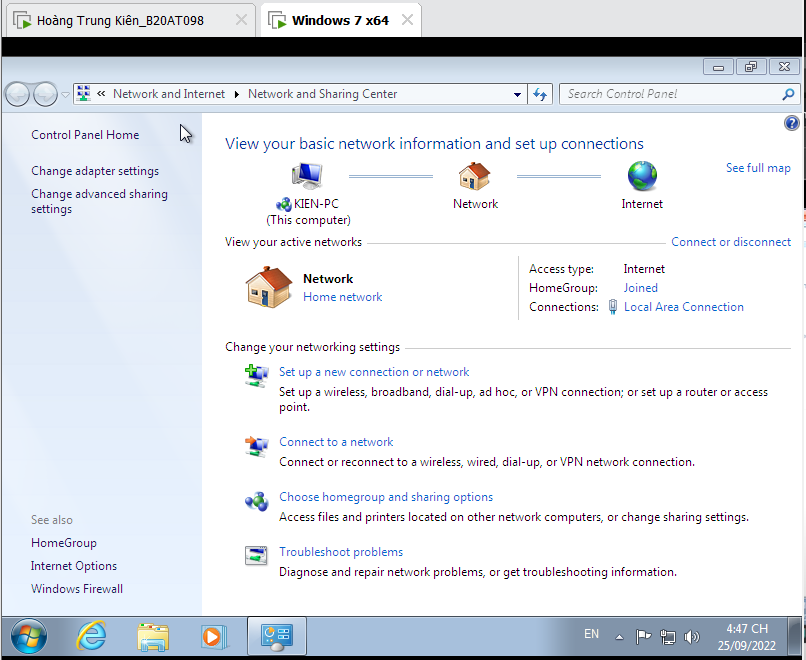 Hoàng Trung Kiên_B20AT098
Windows 7 x64
« Network and Internet Network and Sharing Center
Search Control Panel
Control Panel Home
Change adapter settings
Change advanced sharing
settings
View your basic network information and set up connections
See full map
KIEN-PC
(This computer)
Network
Internet
View your active networks
Connect or disconnect
Network
Home network
Access type: Internet
HomeGroup: Joined
Connections: Local Area Connection
Change your networking settings
Set up a new connection or network
Set up a wireless, broadband, dial-up, ad hoc, or VPN connection; or set up a router or access
point.
Connect to a network
Connect or reconnect to a wireless, wired, dial-up, or VPN network connection.
Choose homegroup and sharing options
Access files and printers located on other network computers, or change sharing settings.
Troubleshoot problems
Diagnose and repair network problems, or get troubleshooting information.
See also
HomeGroup
Internet Options
Windows Firewall
EN
4:47 CH
25/09/2022